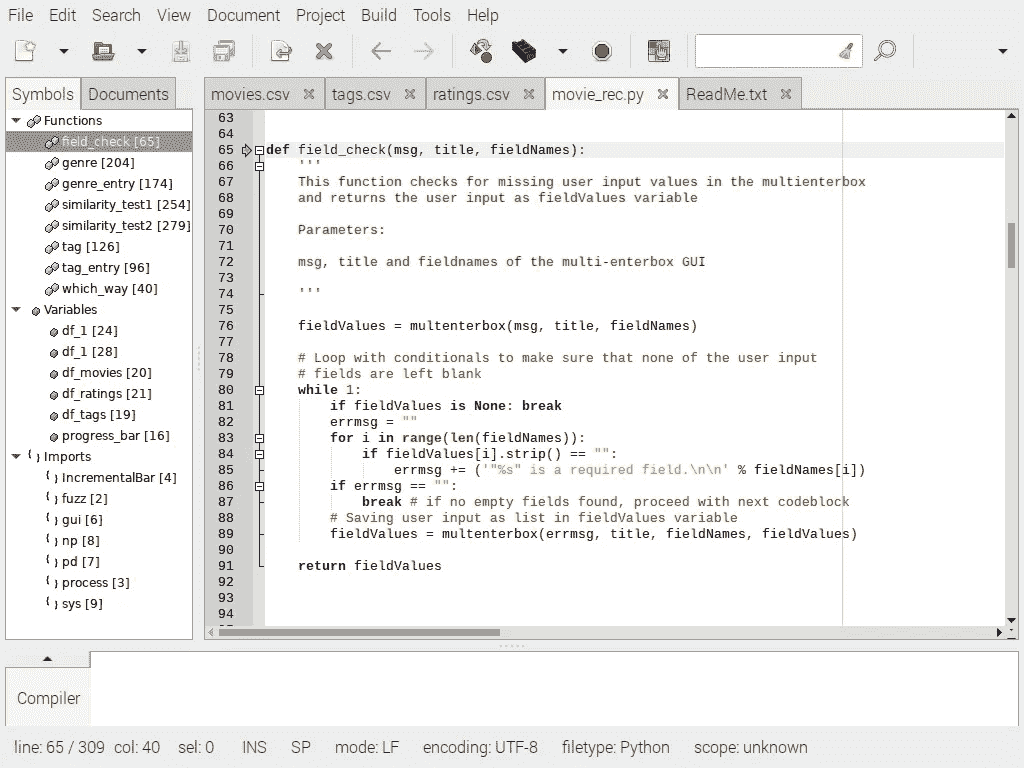 File Edit Search View Document Project Build Tools Help
Symbols Documents
movies.csv tags.csv ratings.csv movie_rec.py ReadMe.txt
Functions
field_check [65]
genre [204]
genre_entry [174]
similarity_test1 [254]
similarity_test2 [279]
tag [126]
tag_entry [96]
which_way [40]
Variables
df_1 [24]
df_1 [28]
df_movies [20]
df_ratings [21]
df_tags [19]
progress_bar [16]
Imports
IncrementalBar [4]
fuzz [2]
gui [6]
np [8]
pd [7]
process [3]
sys [9]
63
64
65 def field_check(msg, title, fieldNames):
66 '''
67 This function checks for missing user input values in the multienterbox
68 and returns the user input as fieldValues variable
69
70 Parameters:
71
72 msg, title and fieldnames of the multi-enterbox GUI
73
74 '''
75
76 fieldValues = multenterbox(msg, title, fieldNames)
77
78 # Loop with conditionals to make sure that none of the user input
79 # fields are left blank
80 while 1:
81 if fieldValues is None: break
82 errmsg = ""
83 for i in range(len(fieldNames)):
84 if fieldValues[i].strip() == "":
85 errmsg += ('"%s" is a required field.\n\n' % fieldNames[i])
86 if errmsg == "":
87 break # if no empty fields found, proceed with next codeblock
88 # Saving user input as list in fieldValues variable
89 fieldValues = multenterbox(errmsg, title, fieldNames, fieldValues)
90
91 return fieldValues
92
93
94
Compiler
line: 65 / 309 col: 40 sel: 0 INS SP mode: LF encoding: UTF-8 filetype: Python scope: unknown